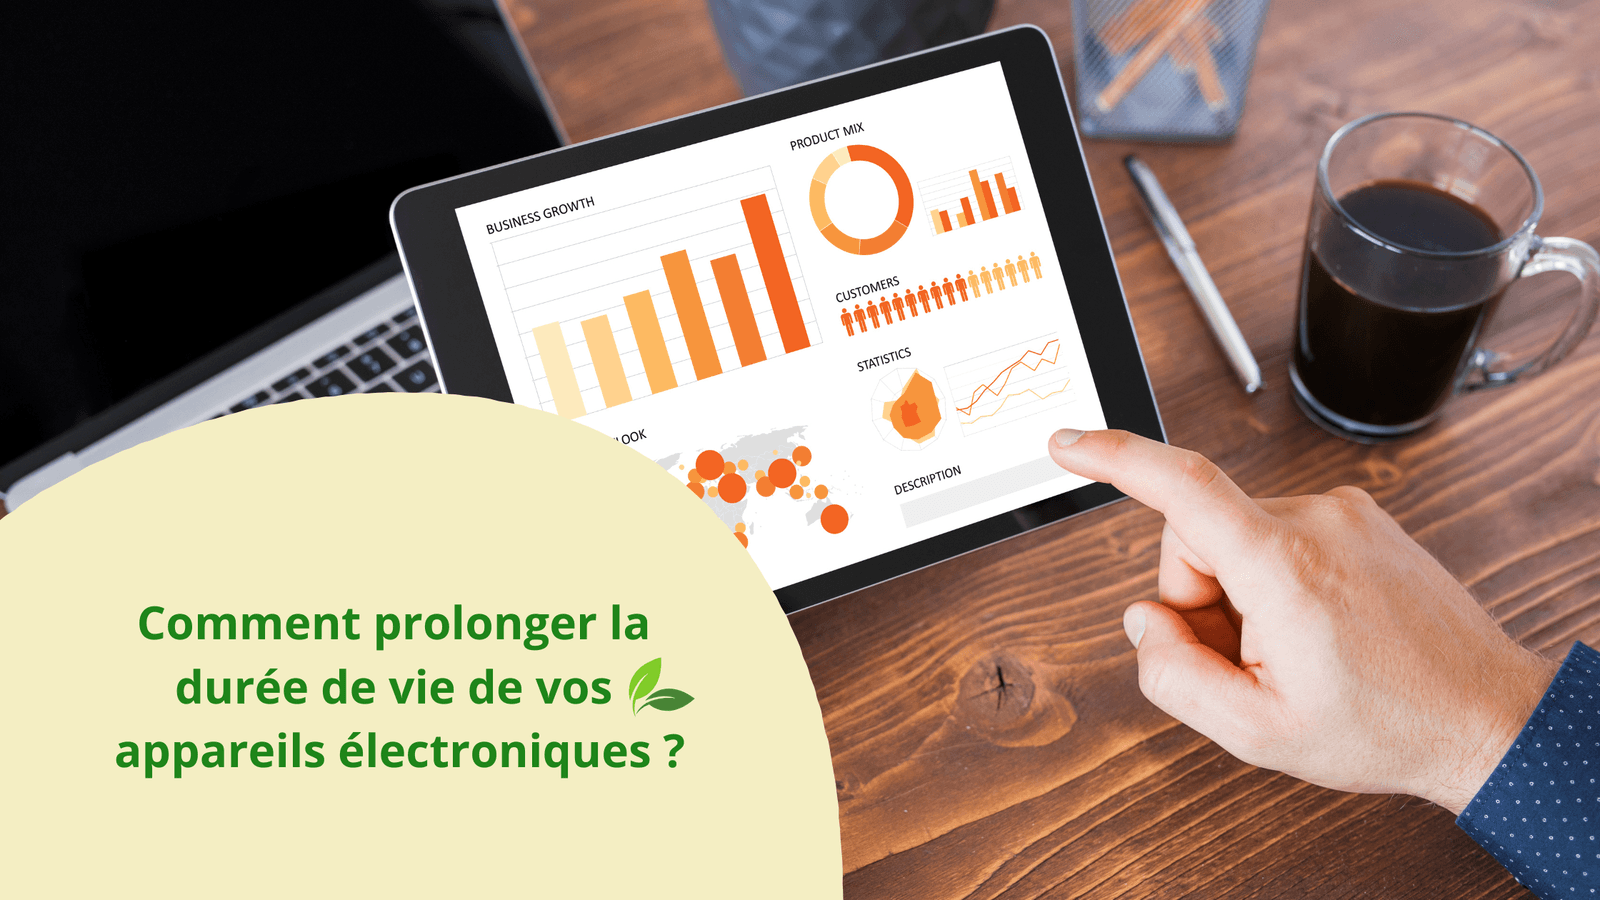 BUSINESS GROWTH
PRODUCT MIX
CUSTOMERS
STATISTICS
DESCRIPTION
Comment prolonger la
durée de vie de vos
appareils électroniques ?